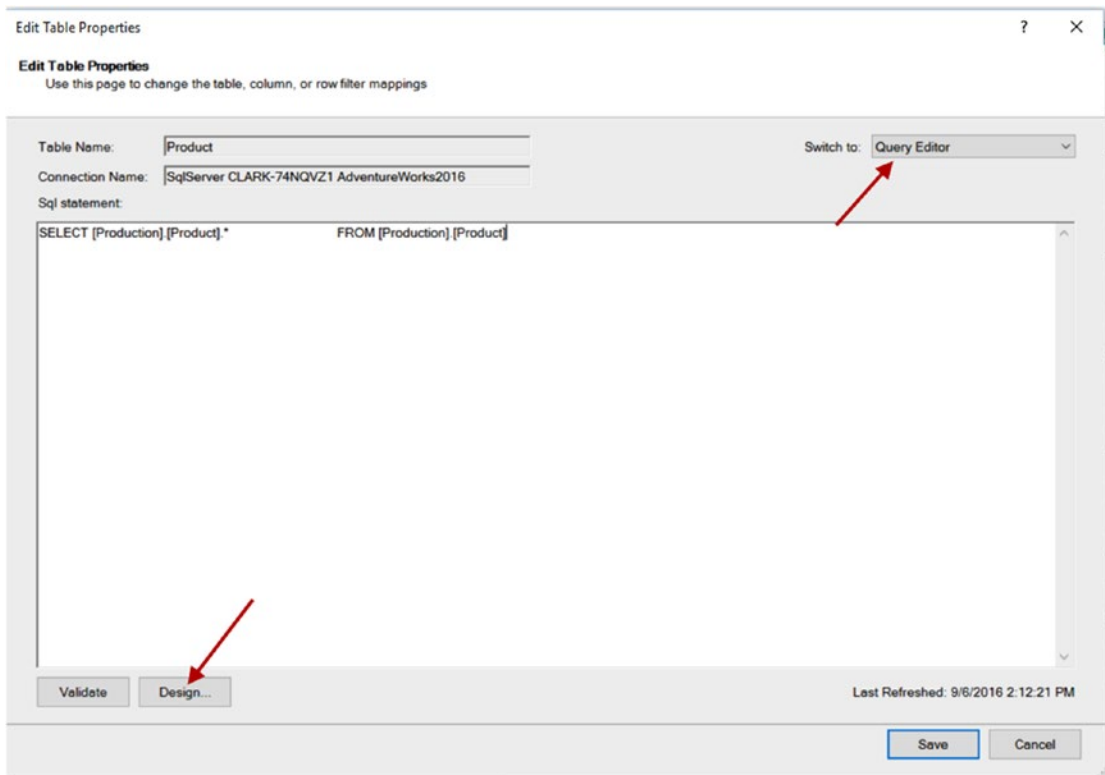 Edit Table Properties ? ×
Edit Table Properties
Use this page to change the table, column, or row filter mappings
Table Name: Product Switch to: Query Editor
Connection Name: SqlServer CLARK-74NQVZ1 AdventureWorks2016
Sql statement:
SELECT [Production].[Product].* FROM [Production].[Product]
Validate Design... Last Refreshed: 9/6/2016 2:12:21 PM
Save Cancel